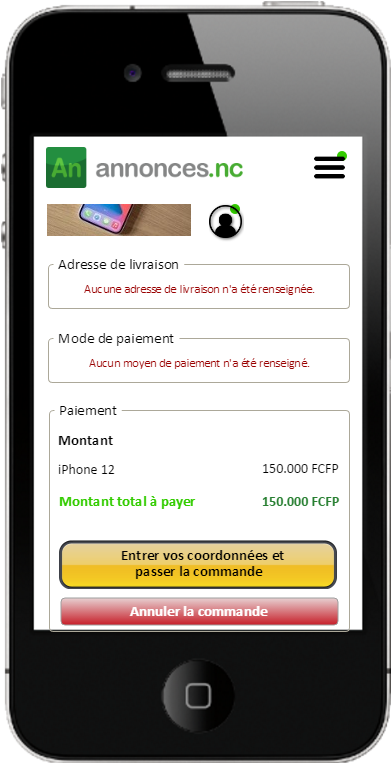 An annonces.nc
Adresse de livraison
Aucune adresse de livraison n'a été renseignée.
Mode de paiement
Aucun moyen de paiement n'a été renseigné.
Paiement
Montant
iPhone 12 150.000 FCFP
Montant total à payer 150.000 FCFP
Entrer vos coordonnées et
passer la commande
Annuler la commande